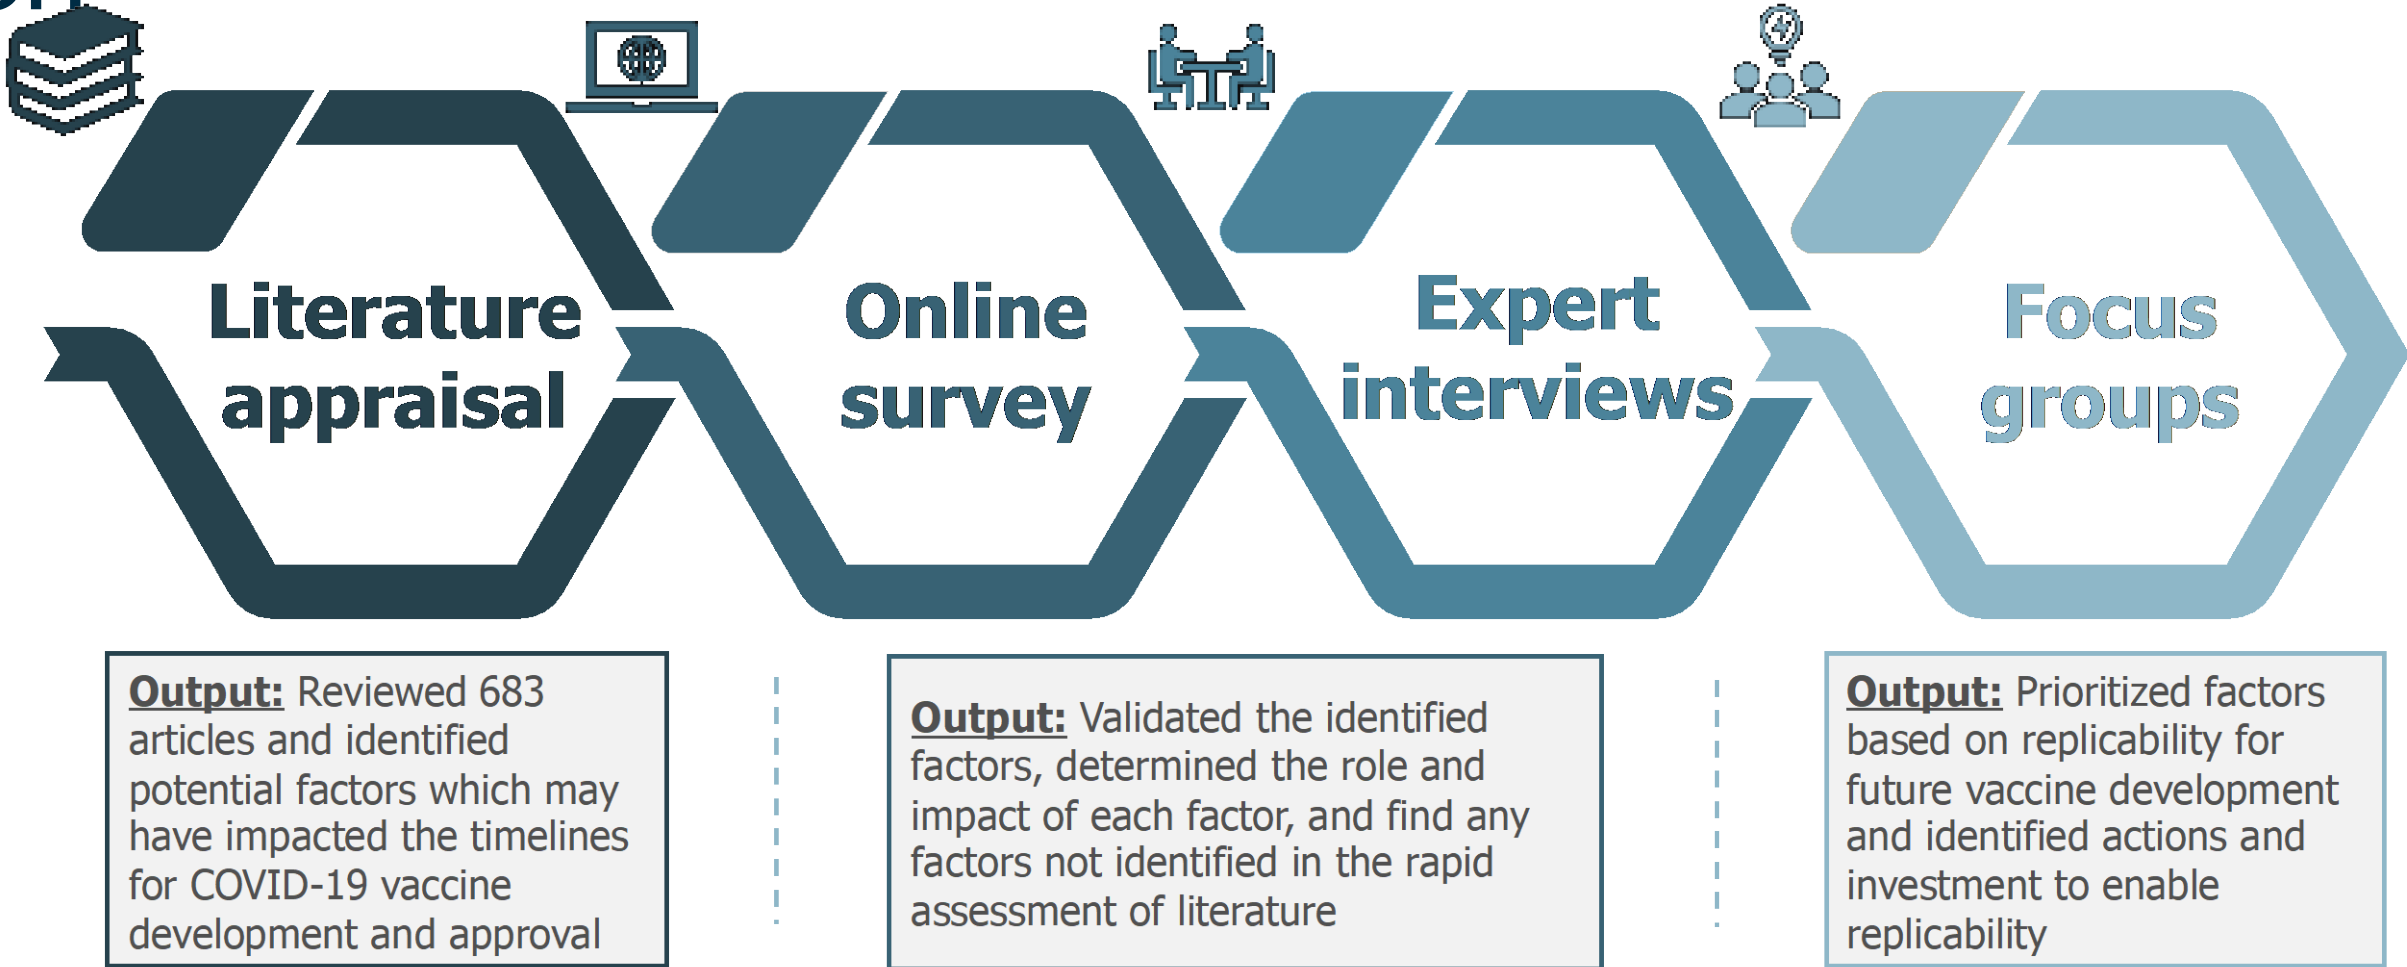 Literature
appraisal
Online
survey
Expert
interviews
Focus
groups
Output: Reviewed 683
articles and identified
potential factors which may
have impacted the timelines
for COVID-19 vaccine
development and approval
Output: Validated the identified
factors, determined the role and
impact of each factor, and find any
factors not identified in the rapid
assessment of literature
Output: Prioritized factors
based on replicability for
future vaccine development
and identified actions and
investment to enable
replicability